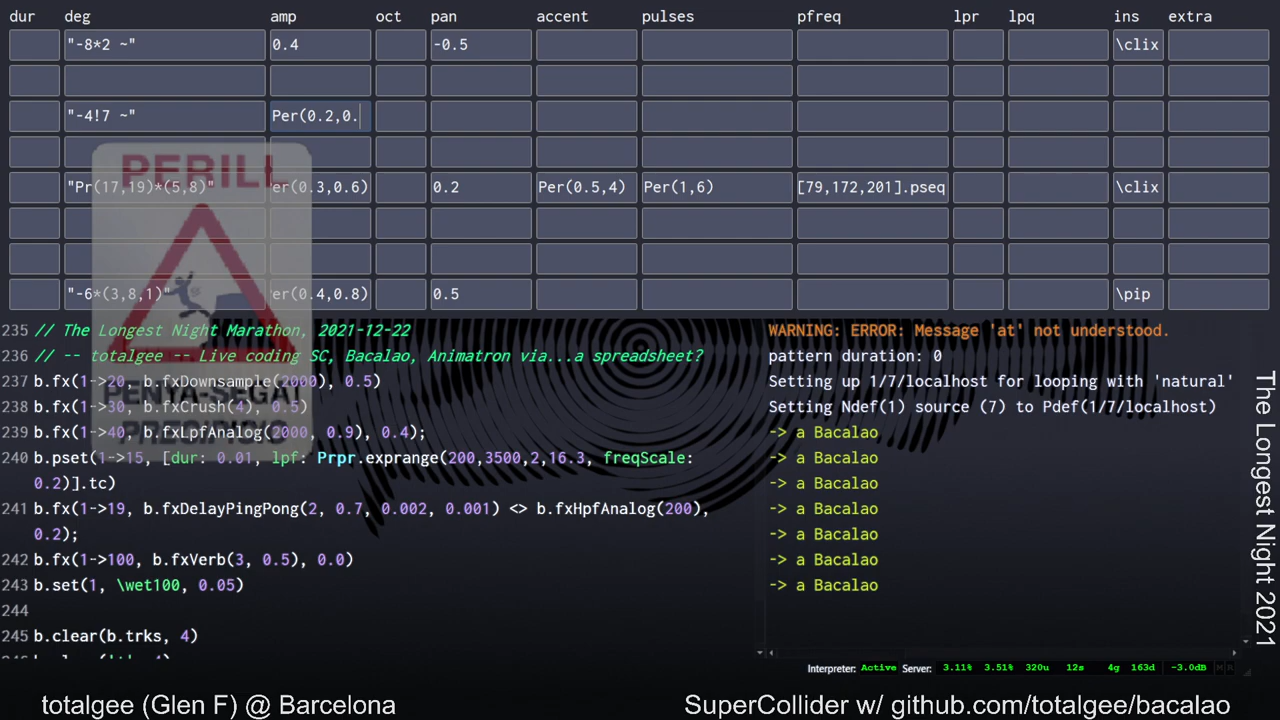 dur deg amp oct pan accent pulses pfreq lpr lpq ins extra
"-8*2 ~" 0.4 -0.5 \clix
"-4!7 ~" Per(0.2,0.
"Pr(17,19)*(5,8)" er(0.3,0.6) 0.2 Per(0.5,4) Per(1,6) [79,172,201].pseq \clix
"-6*(3,8,1)" er(0.4,0.8) 0.5 \pip
PERILL
PENYA-SEGAT
PRECIPICIO
235 // The Longest Night Marathon, 2021-12-22
236 // -- totalgee -- Live coding SC, Bacalao, Animatron via...a spreadsheet?
237 b.fx(1->20, b.fxDownsample(2000), 0.5)
238 b.fx(1->30, b.fxCrush(4), 0.5)
239 b.fx(1->40, b.fxLpfAnalog(2000, 0.9), 0.4);
240 b.pset(1->15, [dur: 0.01, lpf: Prpr.exprange(200,3500,2,16.3, freqScale:
0.2)].tc)
241 b.fx(1->19, b.fxDelayPingPong(2, 0.7, 0.002, 0.001) <> b.fxHpfAnalog(200),
0.2);
242 b.fx(1->100, b.fxVerb(3, 0.5), 0.0)
243 b.set(1, \wet100, 0.05)
244
245 b.clear(b.trks, 4)
WARNING: ERROR: Message 'at' not understood.
pattern duration: 0
Setting up 1/7/localhost for looping with 'natural'
Setting Ndef(1) source (7) to Pdef(1/7/localhost)
-> a Bacalao
-> a Bacalao
-> a Bacalao
-> a Bacalao
-> a Bacalao
-> a Bacalao
-> a Bacalao
Interpreter: Active Server: 3.11% 3.51% 320u 12s 4g 163d -3.0dB M R
The Longest Night 2021
totalgee (Glen F) @ Barcelona
SuperCollider w/ github.com/totalgee/bacalao